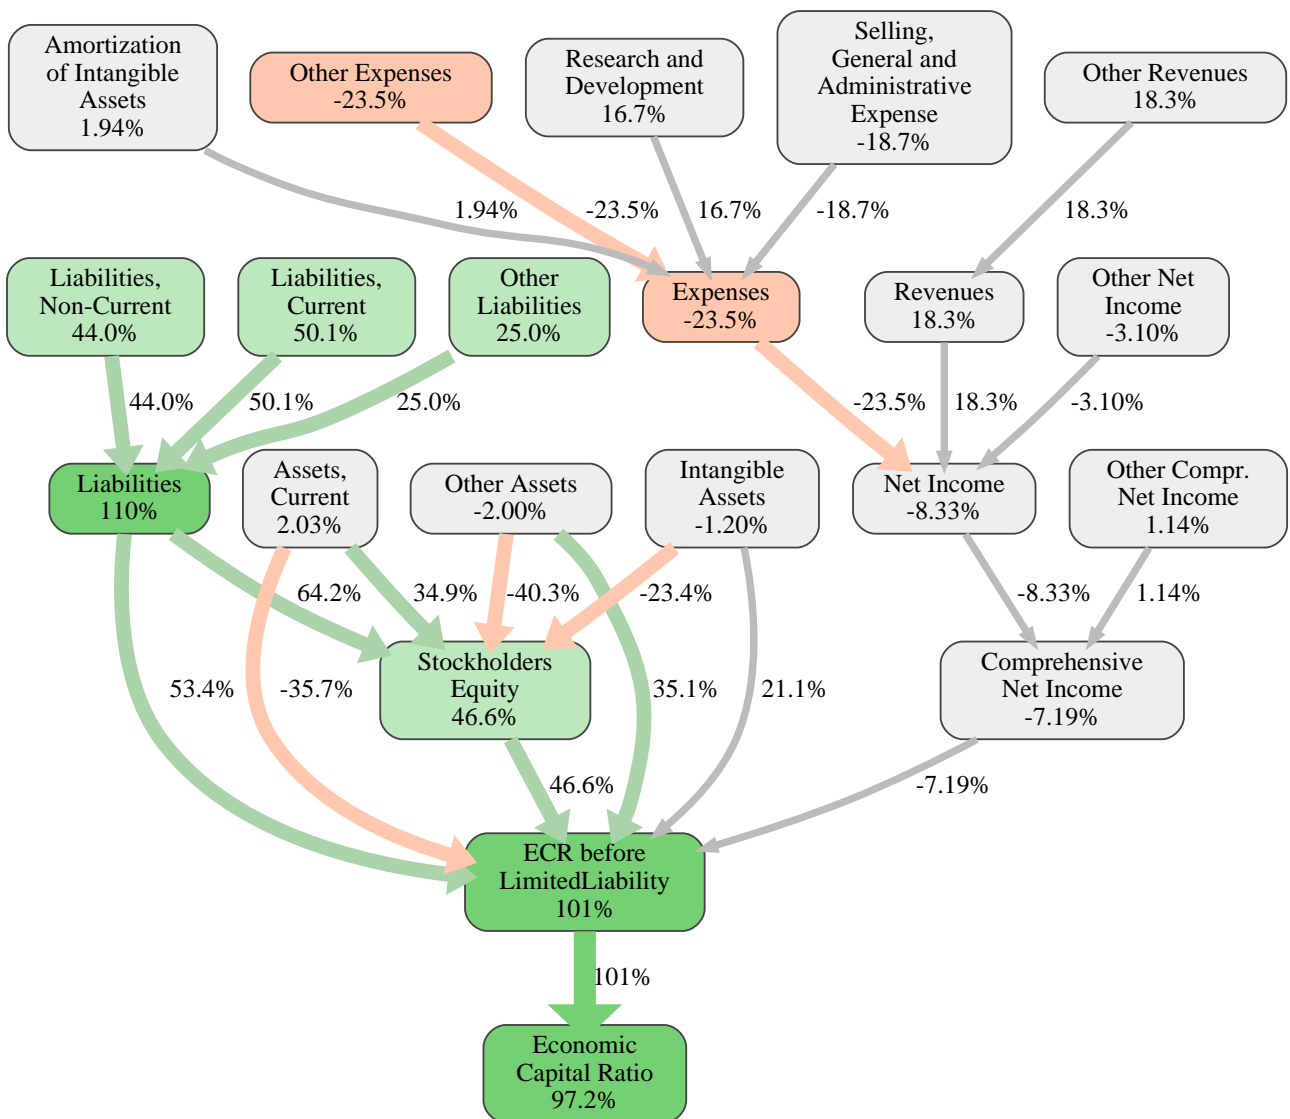 Amortization
of Intangible
Assets
1.94%
Other Expenses
-23.5%
Research and
Development
16.7%
Selling,
General and
Administrative
Expense
-18.7%
Other Revenues
18.3%
1.94%
-23.5%
16.7%
-18.7%
18.3%
Liabilities,
Non-Current
44.0%
Liabilities,
Current
50.1%
Other
Liabilities
25.0%
Expenses
-23.5%
Revenues
18.3%
Other Net
Income
-3.10%
44.0%
50.1%
25.0%
-23.5%
18.3%
-3.10%
Liabilities
110%
Assets,
Current
2.03%
Other Assets
-2.00%
Intangible
Assets
-1.20%
Net Income
-8.33%
Other Compr.
Net Income
1.14%
64.2%
34.9%
-40.3%
-23.4%
-8.33%
1.14%
Stockholders
Equity
46.6%
Comprehensive
Net Income
-7.19%
53.4%
-35.7%
35.1%
21.1%
46.6%
-7.19%
ECR before
LimitedLiability
101%
101%
Economic
Capital Ratio
97.2%